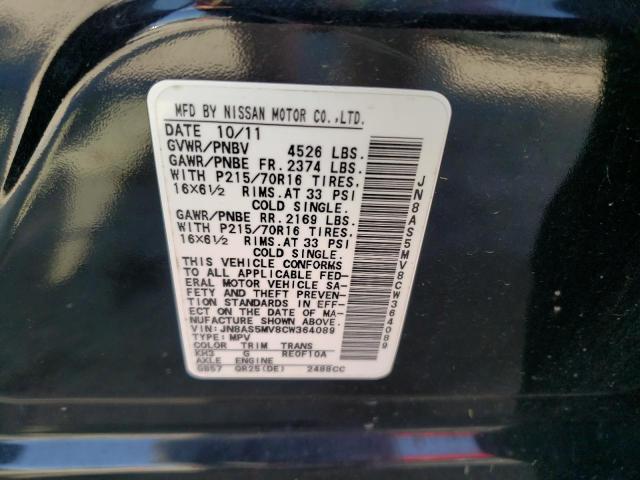 MFD BY NISSAN MOTOR CO.,LTD.
DATE 10/11
GVWR/PNBV 4526 LBS.
GAWR/PNBE FR. 2374 LBS.
WITH P215/70R16 TIRES.
16X6½ RIMS. AT 33 PSI
COLD SINGLE.
GAWR/PNBE RR. 2169 LBS.
WITH P215/70R16 TIRES.
16X6½ RIMS. AT 33 PSI
COLD SINGLE.
THIS VEHICLE CONFORMS
TO ALL APPLICABLE FED
ERAL MOTOR VEHICLE SA-
FETY AND THEFT PREVEN-
TION STANDARDS IN EFF-
ECT ON THE DATE OF MA-
NUFACTURE SHOWN ABOVE.
VIN: JN8AS5MV8CW364089
TYPE: MPV
COLOR TRIM TRANS
KH3 G RE0F10A
AXLE ENGINE
GB57 QR25(DE) 2488CC
JN8AS5MV8CW364089